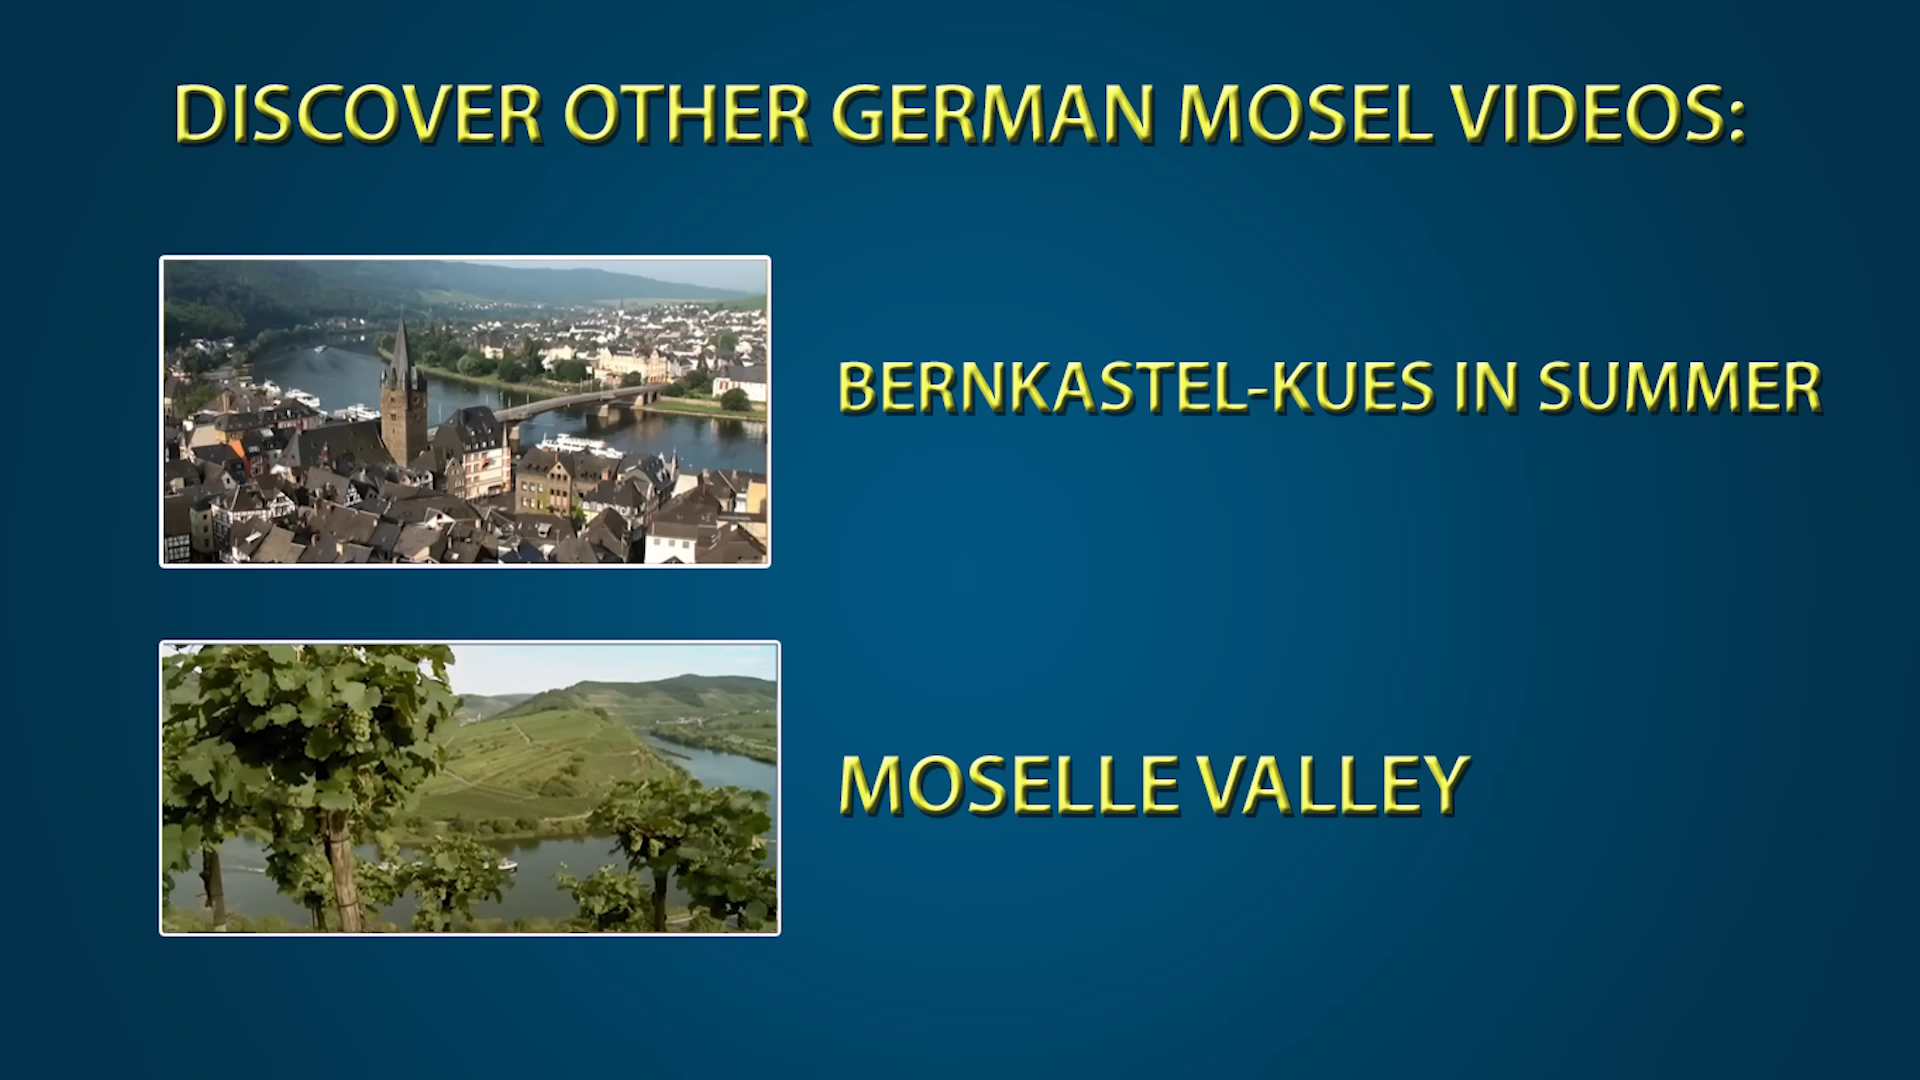 DISCOVER OTHER GERMAN MOSEL VIDEOS:
BERNKASTEL-KUES IN SUMMER
MOSELLE VALLEY